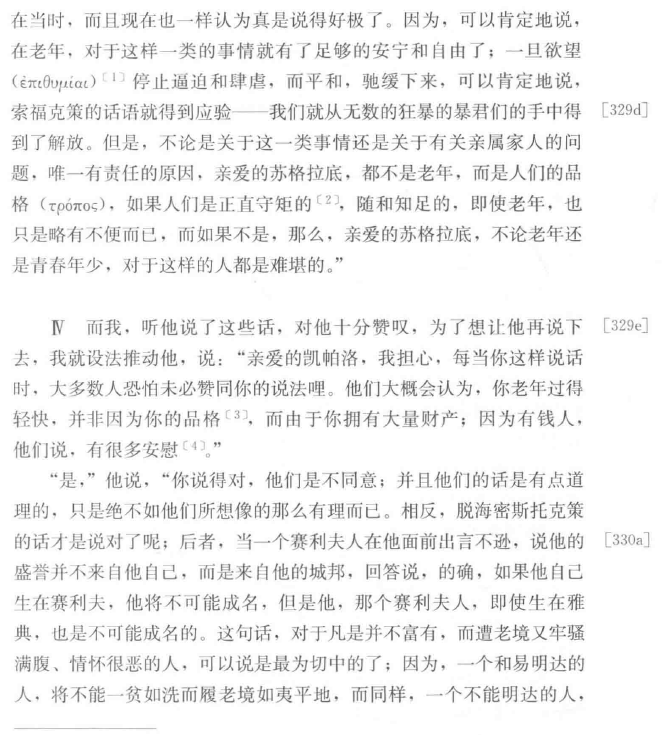 在当时，而且现在也一样认为真是说得好极了。因为，可以肯定地说，
在老年，对于这样一类的事情就有了足够的安宁和自由了；一旦欲望
（ἐπιθυμίαι）〔1〕停止逼迫和肆虐，而平和，驰缓下来，可以肯定地说，
索福克策的话语就得到应验——我们就从无数的狂暴的暴君们的手中得 [329d]
到了解放。但是，不论是关于这一类事情还是关于有关亲属家人的问
题，唯一有责任的原因，亲爱的苏格拉底，都不是老年，而是人们的品
格（τρόπος），如果人们是正直守矩的〔2〕，随和知足的，即使老年，也
只是略有不便而已，而如果不是，那么，亲爱的苏格拉底，不论老年还
是青春年少，对于这样的人都是难堪的。”
Ⅳ 而我，听他说了这些话，对他十分赞叹，为了想让他再说下 [329e]
去，我就设法推动他，说：“亲爱的凯帕洛，我担心，每当你这样说话
时，大多数人恐怕未必赞同你的说法哩。他们大概会认为，你老年过得
轻快，并非因为你的品格〔3〕，而由于你拥有大量财产；因为有钱人，
他们说，有很多安慰〔4〕。”
“是，”他说，“你说得对，他们是不同意；并且他们的话是有点道
理的，只是绝不如他们所想像的那么有理而已。相反，脱海密斯托克策
的话才是说对了呢；后者，当一个赛利夫人在他面前出言不逊，说他的 [330a]
盛誉并不来自他自己，而是来自他的城邦，回答说，的确，如果他自己
生在赛利夫，他将不可能成名，但是他，那个赛利夫人，即使生在雅
典，也是不可能成名的。这句话，对于凡是并不富有，而遭老境又牢骚
满腹、情怀很恶的人，可以说是最为切中的了；因为，一个和易明达的
人，将不能一贫如洗而履老境如夷平地，而同样，一个不能明达的人，